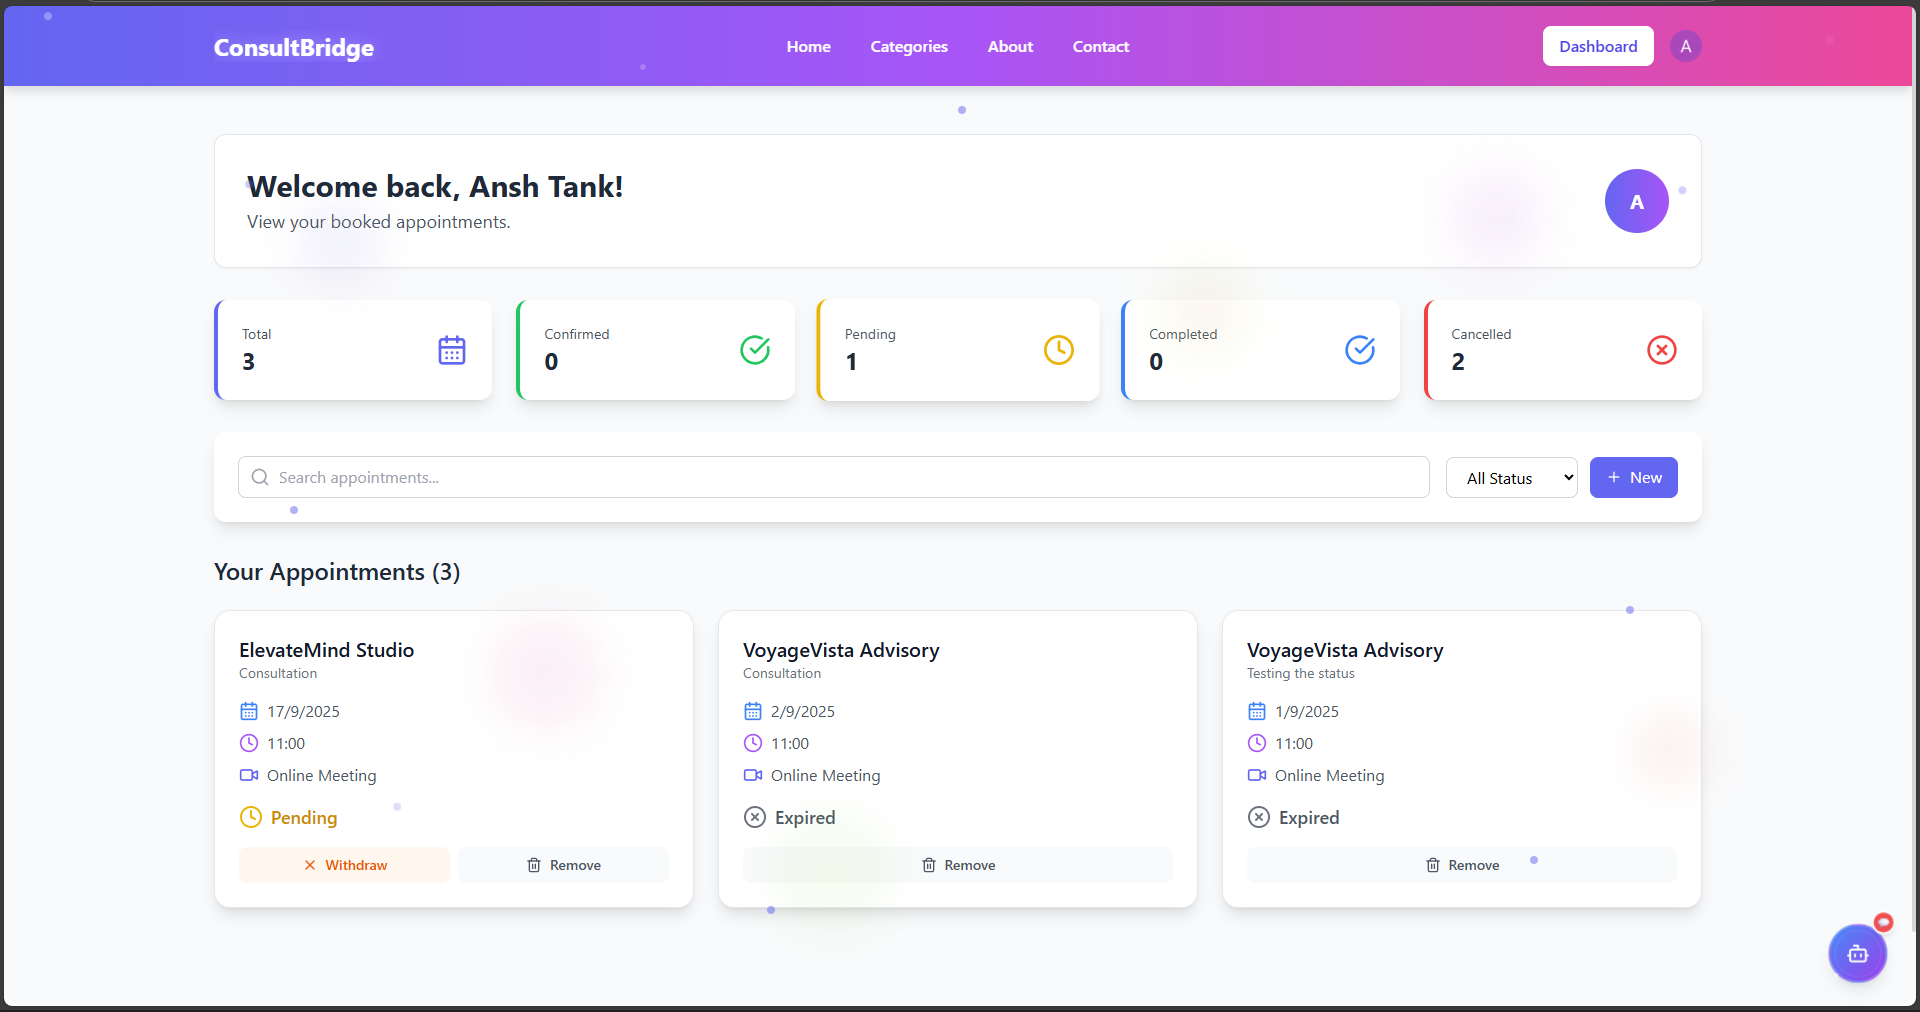 ConsultBridge
Home Categories About Contact
Dashboard A
Welcome back, Ansh Tank!
View your booked appointments.
A
Total
3
Confirmed
0
Pending
1
Completed
0
Cancelled
2
Search appointments...
All Status
+ New
Your Appointments (3)
ElevateMind Studio
Consultation
17/9/2025
11:00
Online Meeting
Pending
Withdraw Remove
VoyageVista Advisory
Consultation
2/9/2025
11:00
Online Meeting
Expired
Remove
VoyageVista Advisory
Testing the status
1/9/2025
11:00
Online Meeting
Expired
Remove